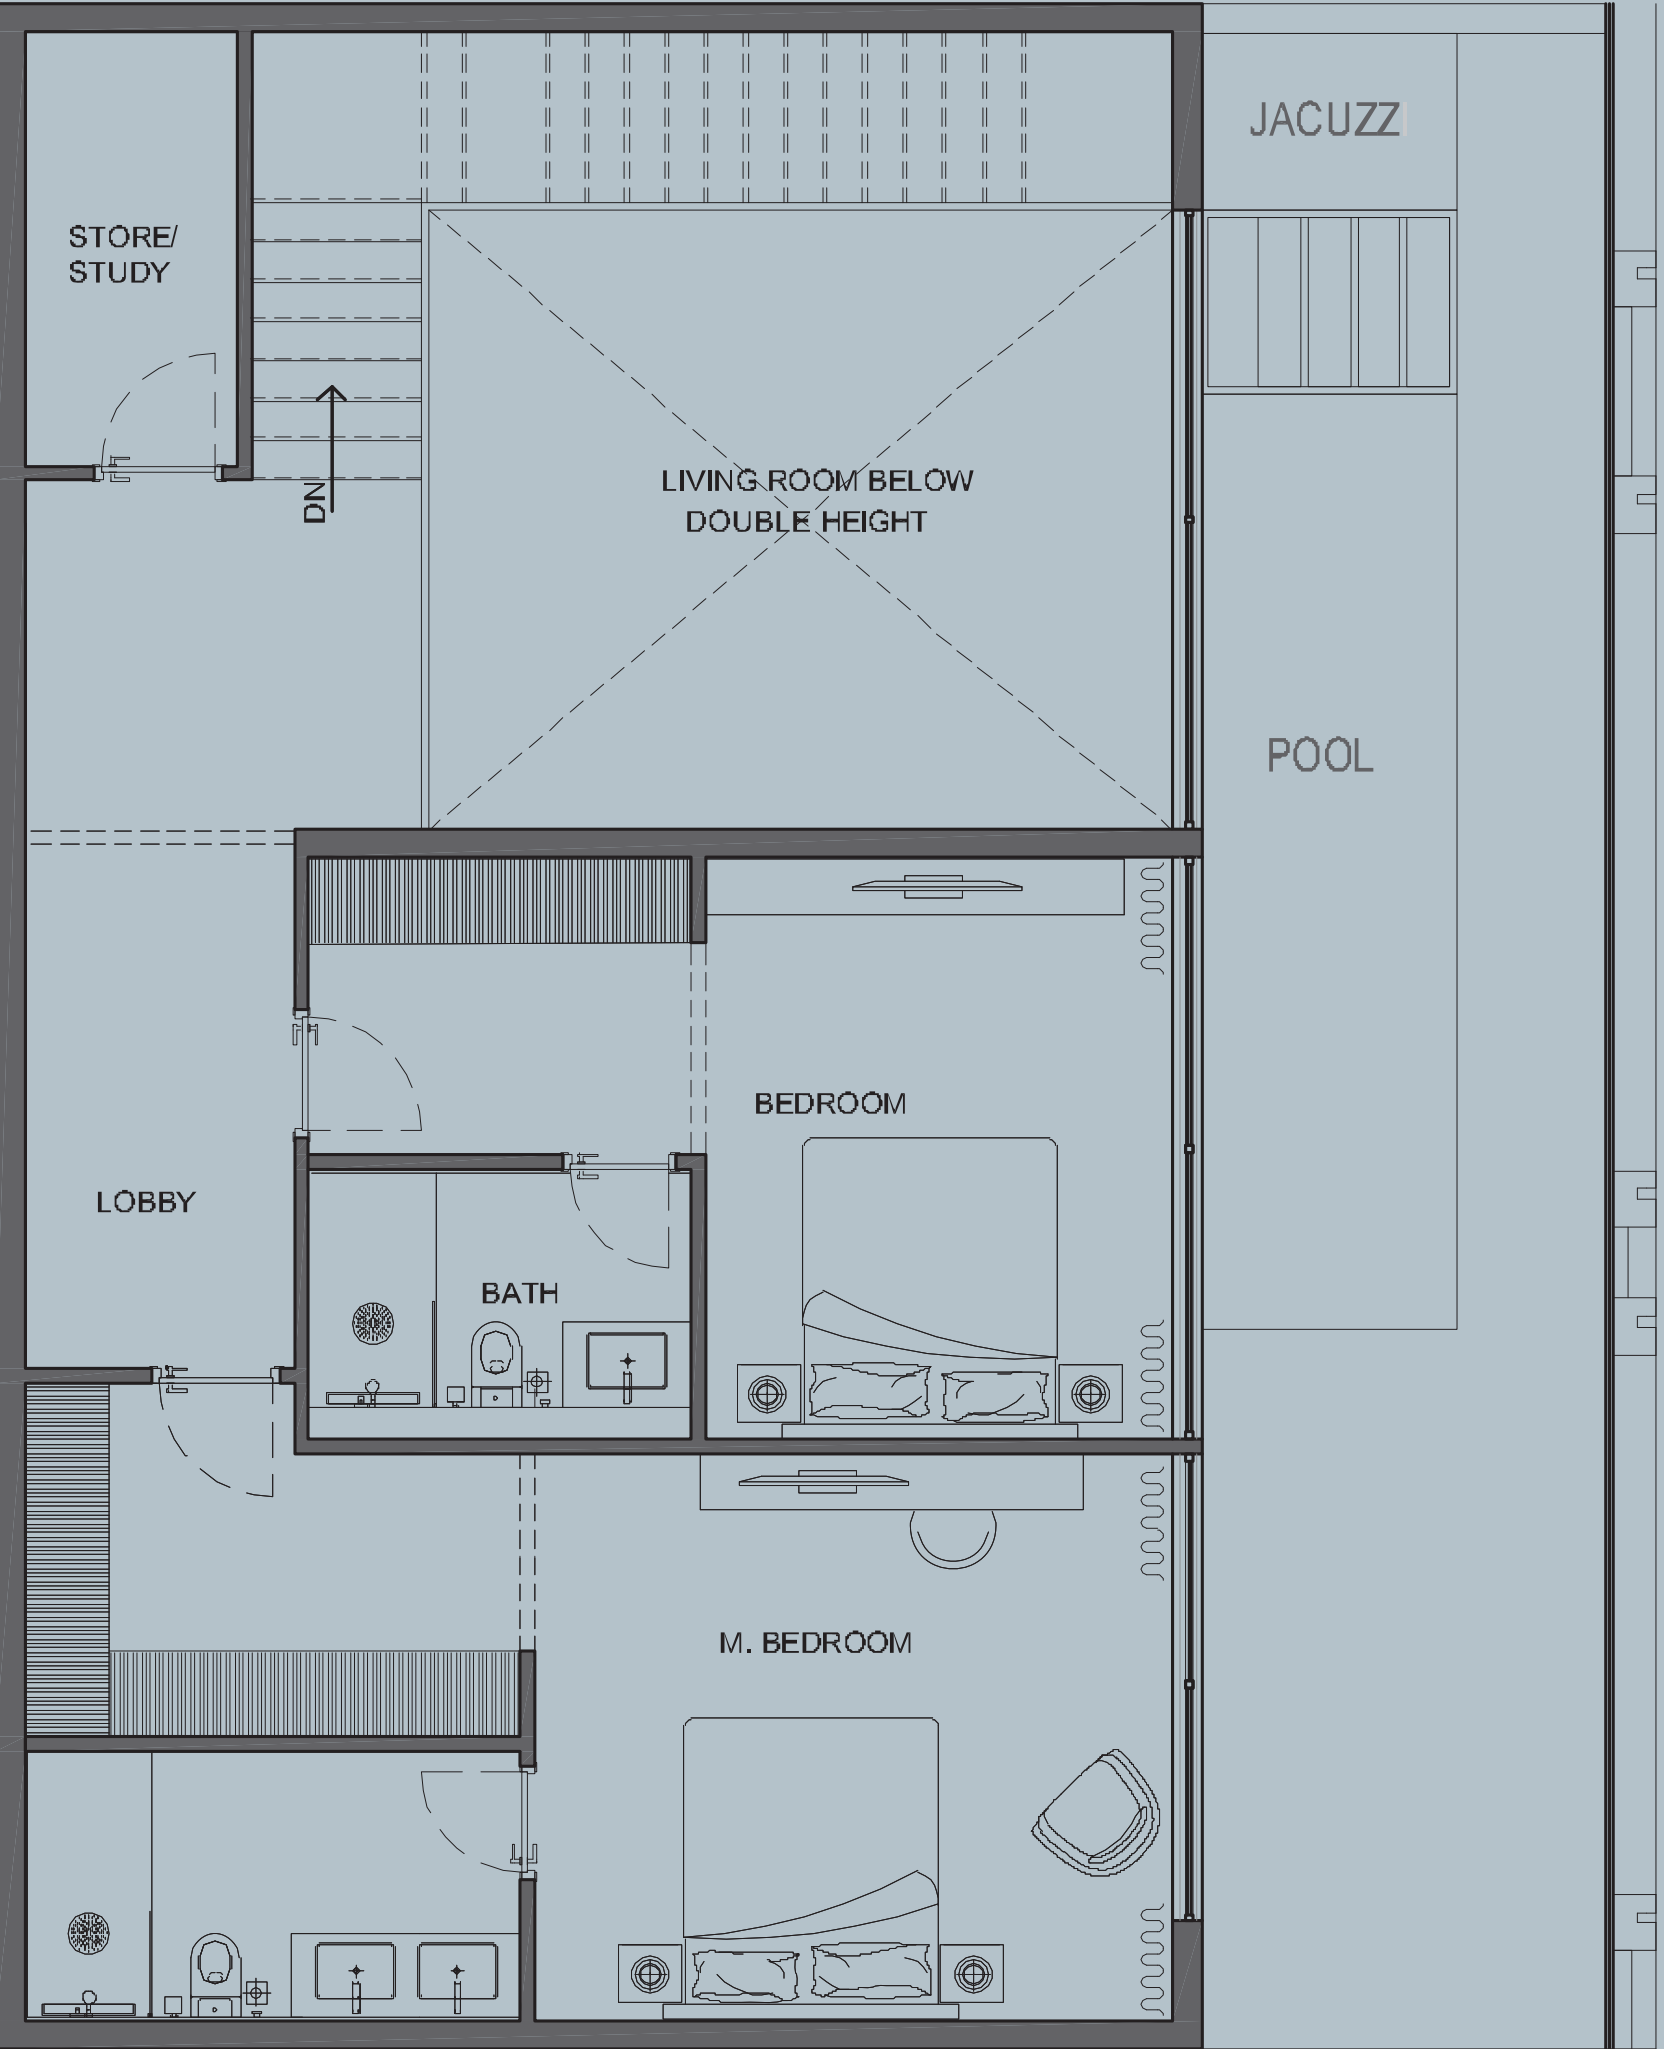 JACUZZI
STORE/
STUDY
LIVING ROOM BELOW
DOUBLE HEIGHT
DN
POOL
BEDROOM
LOBBY
BATH
M. BEDROOM